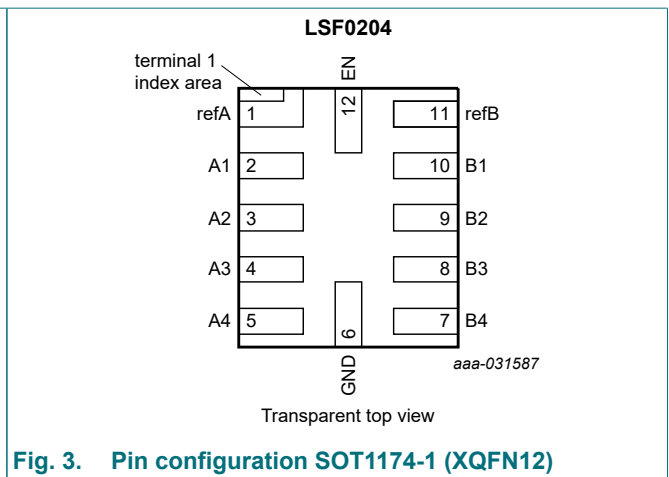 LSF0204
terminal 1
index area
EN
12
refA 1
11 refB
A1 2
10 B1
A2 3
9 B2
A3 4
8 B3
A4 5
7 B4
6
GND
aaa-031587
Transparent top view
Fig. 3. Pin configuration SOT1174-1 (XQFN12)